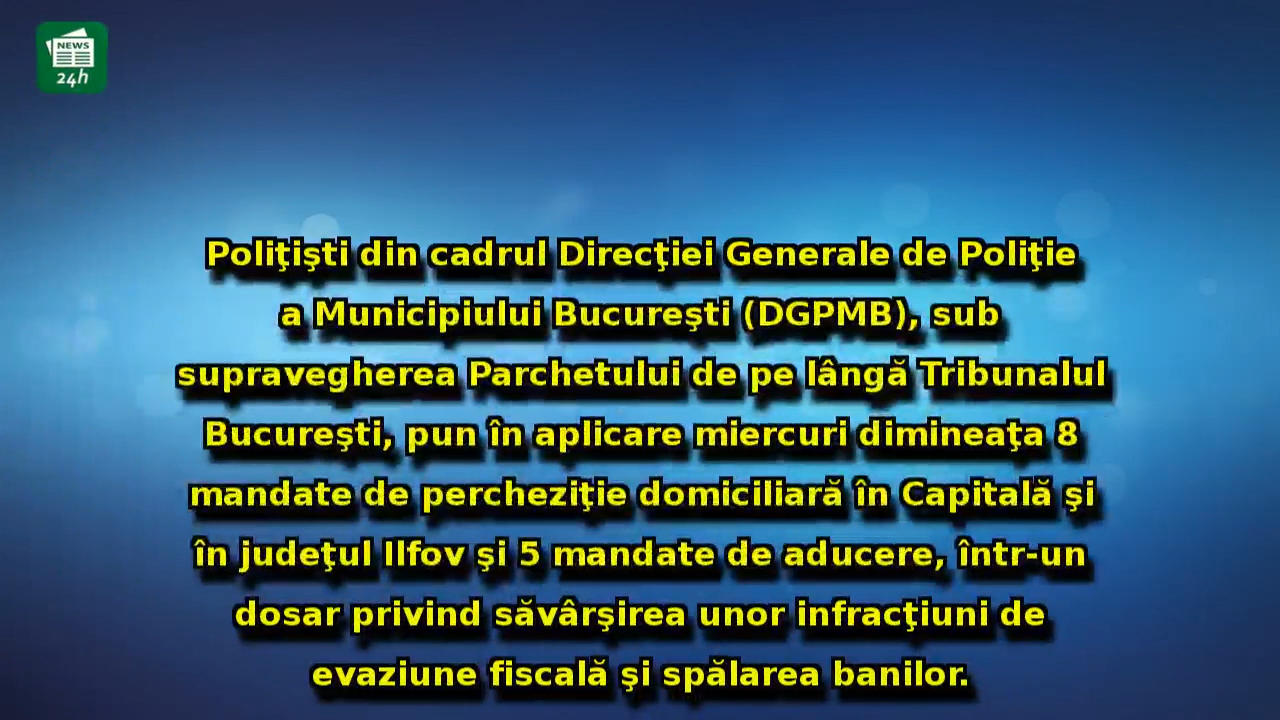 NEWS
24h
Poliţişti din cadrul Direcţiei Generale de Poliţie
a Municipiului Bucureşti (DGPMB), sub
supravegherea Parchetului de pe lângă Tribunalul
Bucureşti, pun în aplicare miercuri dimineaţa 8
mandate de percheziţie domiciliară în Capitală şi
în judeţul Ilfov şi 5 mandate de aducere, într-un
dosar privind săvârşirea unor infracţiuni de
evaziune fiscală şi spălarea banilor.